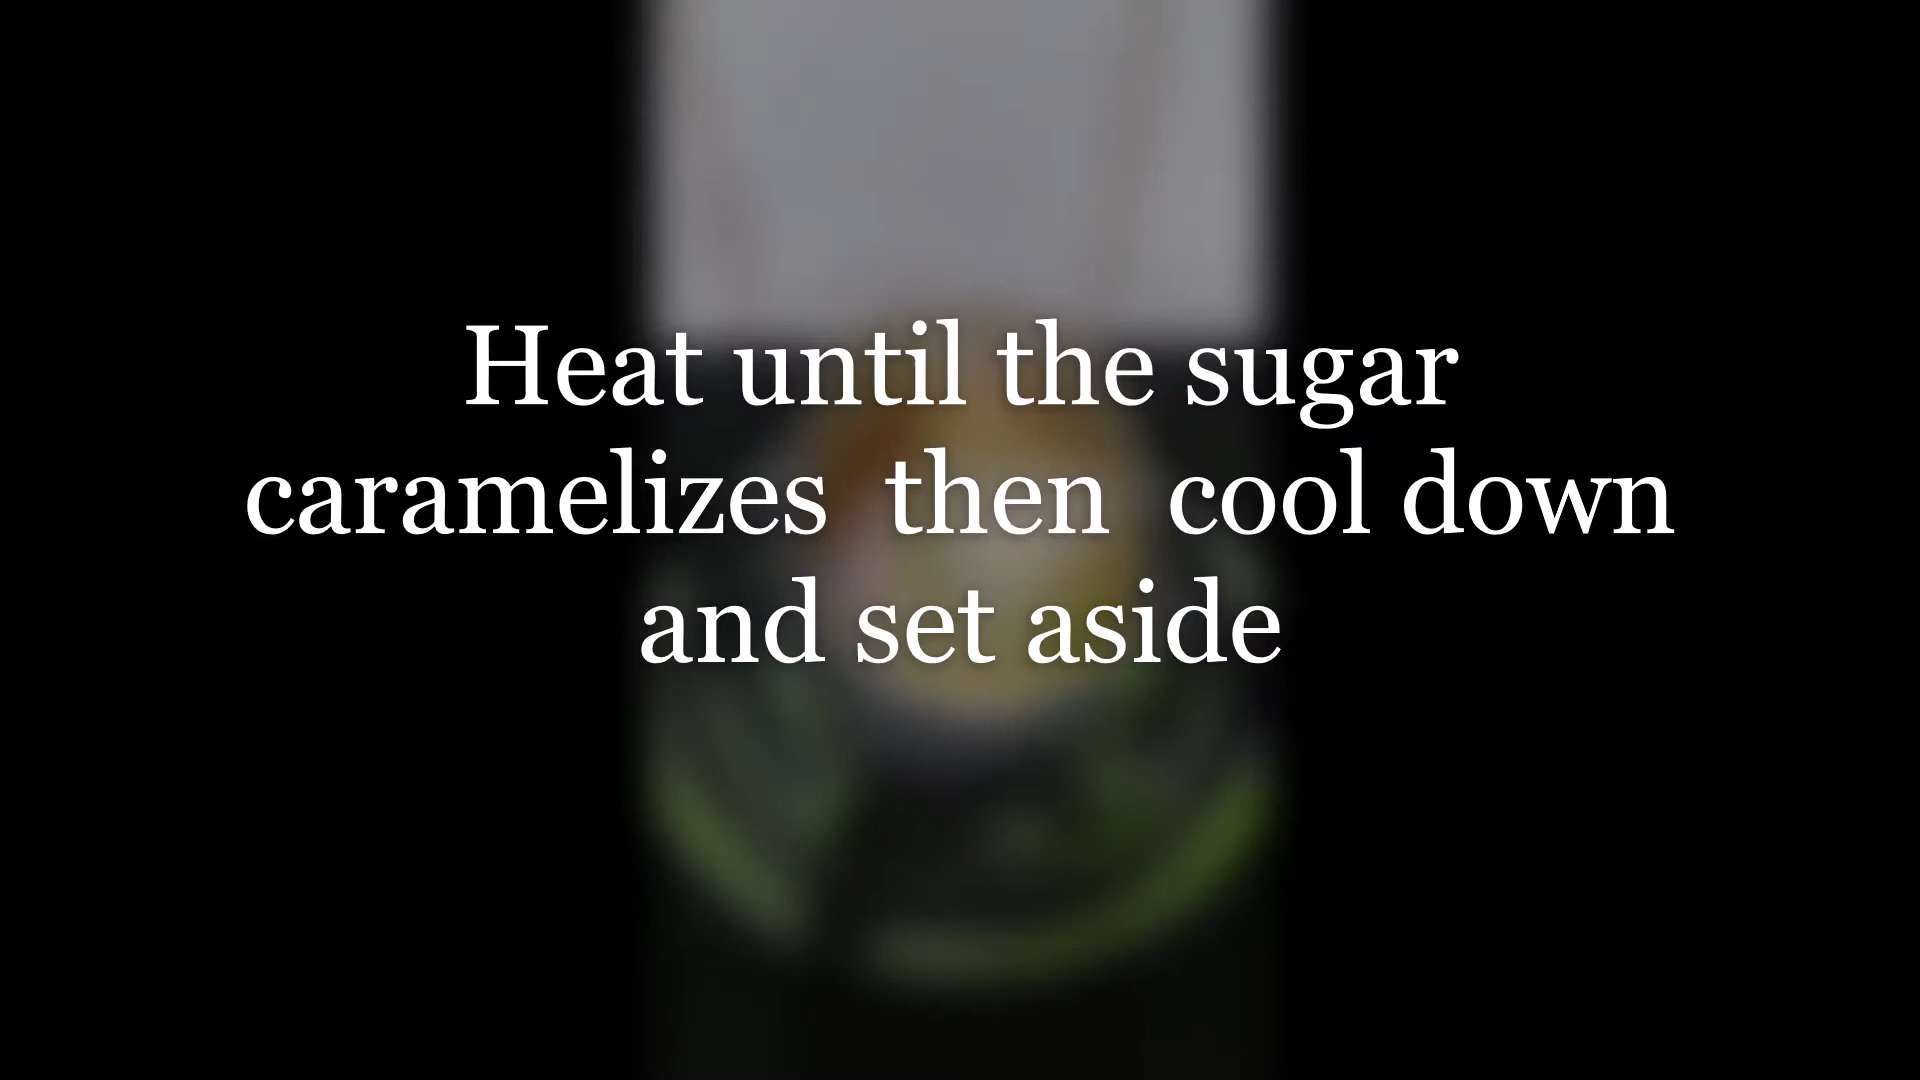 Heat until the sugar
caramelizes  then  cool down
and set aside